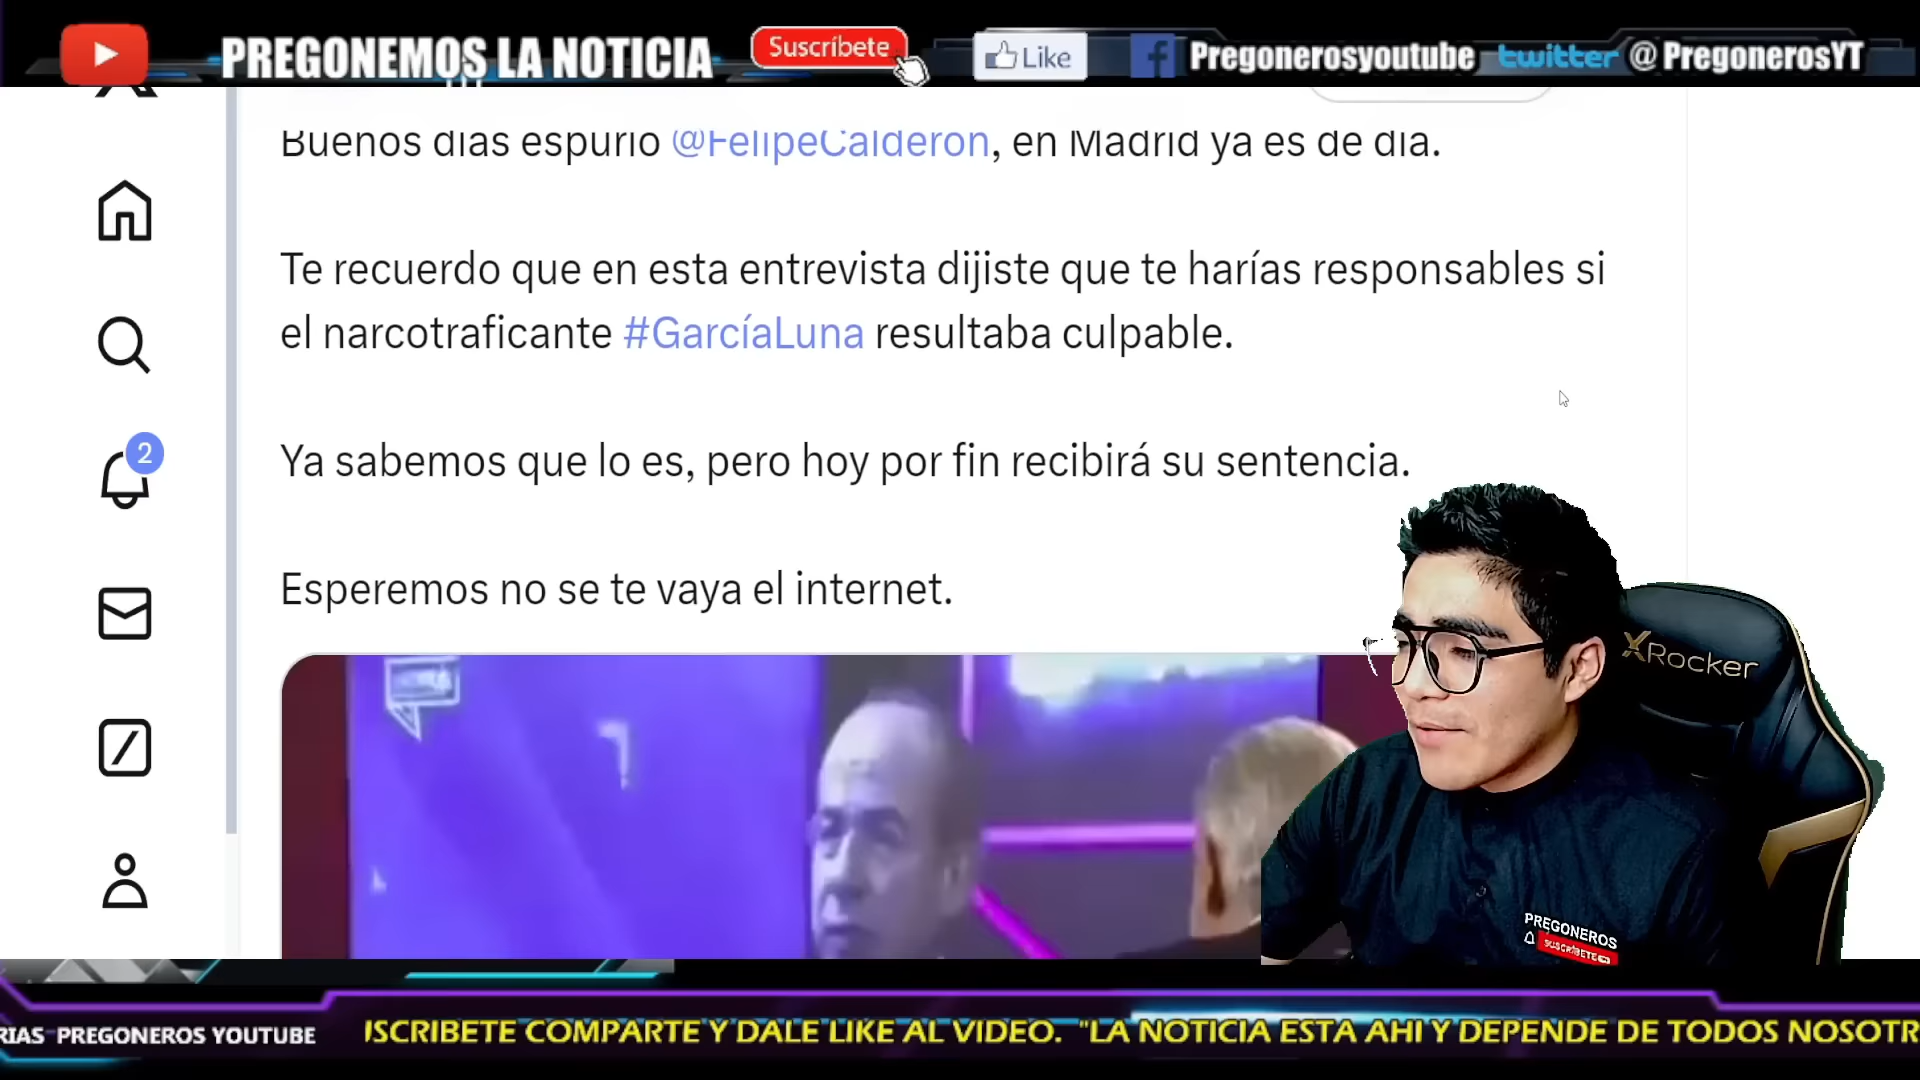 PREGONEMOS LA NOTICIA
Suscríbete
Like
Pregonerosyoutube
twitter @PregonerosYT
Buenos días espurio @FelipeCalderon, en Madrid ya es de día.
Te recuerdo que en esta entrevista dijiste que te harías responsables si
el narcotraficante #GarcíaLuna resultaba culpable.
2
Ya sabemos que lo es, pero hoy por fin recibirá su sentencia.
Esperemos no se te vaya el internet.
XRocker
PREGONEROS
SUSCRÍBETE
RIAS PREGONEROS YOUTUBE
USCRIBETE COMPARTE Y DALE LIKE AL VIDEO. "LA NOTICIA ESTA AHI Y DEPENDE DE TODOS NOSOTR